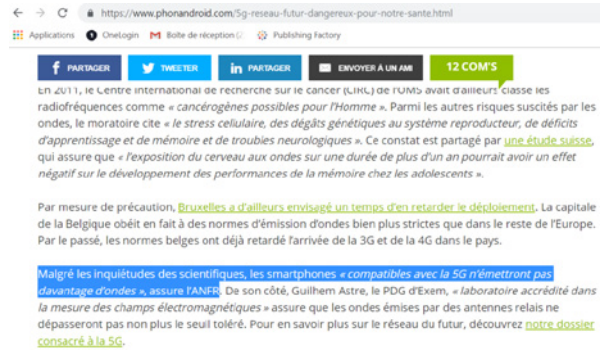 https://www.phonandroid.com/5g-reseau-futur-dangereux-pour-notre-sante.html
Applications OneLogin Boite de réception ( Publishing Factory
PARTAGER TWEETER PARTAGER ENVOYER À UN AMI 12 COM'S
En 2011, le Centre international de recherche sur le cancer (CIRC) de l'OMS avait d'ailleurs classé les
radiofréquences comme « cancérogènes possibles pour l'Homme ». Parmi les autres risques suscités par les
ondes, le moratoire cite « le stress cellulaire, des dégâts génétiques au système reproducteur, de déficits
d'apprentissage et de mémoire et de troubles neurologiques ». Ce constat est partagé par une étude suisse,
qui assure que « l'exposition du cerveau aux ondes sur une durée de plus d'un an pourrait avoir un effet
négatif sur le développement des performances de la mémoire chez les adolescents ».
Par mesure de précaution, Bruxelles a d'ailleurs envisagé un temps d'en retarder le déploiement. La capitale
de la Belgique obéit en fait à des normes d'émission d'ondes bien plus strictes que dans le reste de l'Europe.
Par le passé, les normes belges ont déjà retardé l'arrivée de la 3G et de la 4G dans le pays.
Malgré les inquiétudes des scientifiques, les smartphones « compatibles avec la 5G n'émettront pas
davantage d'ondes », assure l'ANFR. De son côté, Guilhem Astre, le PDG d'Exem, « laboratoire accrédité dans
la mesure des champs électromagnétiques » assure que les ondes émises par des antennes relais ne
dépasseront pas non plus le seuil toléré. Pour en savoir plus sur le réseau du futur, découvrez notre dossier
consacré à la 5G.